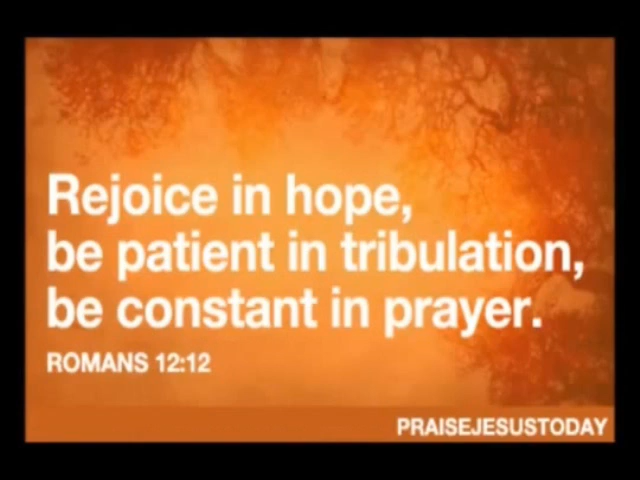 Rejoice in hope,
be patient in tribulation,
be constant in prayer.
ROMANS 12:12
PRAISEJESUSTODAY